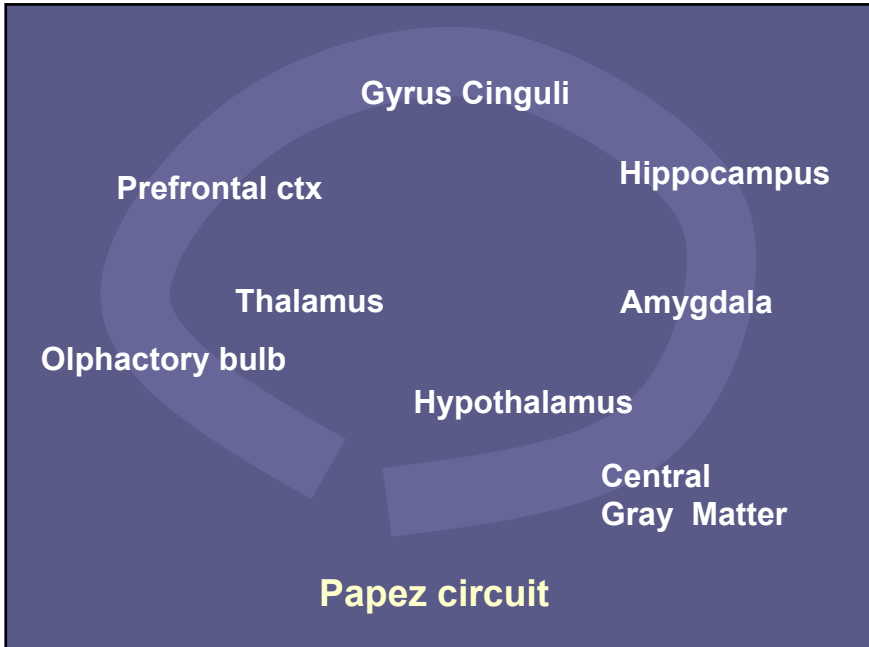 Gyrus Cinguli
Hippocampus
Prefrontal ctx
Thalamus
Amygdala
Olphactory bulb
Hypothalamus
Central
Gray Matter
Papez circuit